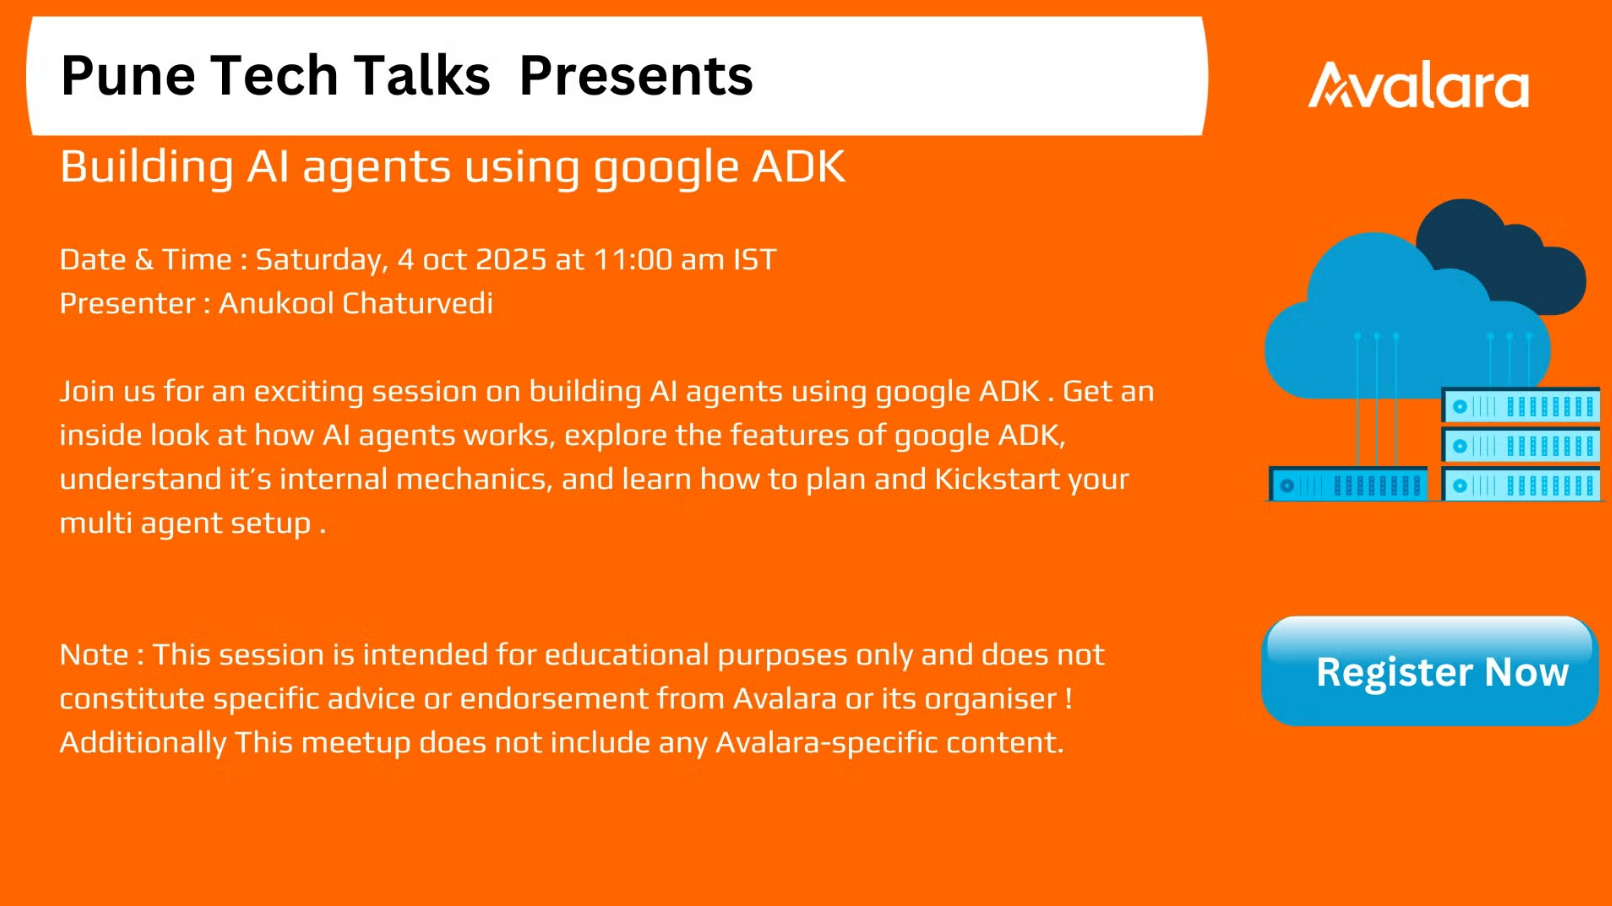 Pune Tech Talks  Presents
Avalara
Building AI agents using google ADK
Date & Time : Saturday, 4 oct 2025 at 11:00 am IST
Presenter : Anukool Chaturvedi
Join us for an exciting session on building AI agents using google ADK . Get an
inside look at how AI agents works, explore the features of google ADK,
understand it’s internal mechanics, and learn how to plan and Kickstart your
multi agent setup .
Note : This session is intended for educational purposes only and does not
constitute specific advice or endorsement from Avalara or its organiser !
Additionally This meetup does not include any Avalara-specific content.
Register Now